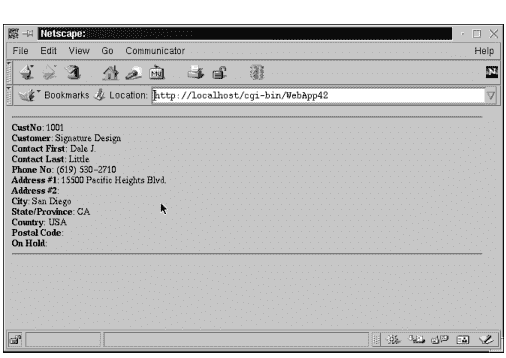 Netscape:
File Edit View Go Communicator Help
My
N
Bookmarks Location: http://localhost/cgi-bin/WebApp42
CustNo: 1001
Customer: Signature Design
Contact First: Dale J.
Contact Last: Little
Phone No: (619) 530-2710
Address #1: 15500 Pacific Heights Blvd.
Address #2:
City: San Diego
State/Province: CA
Country: USA
Postal Code:
On Hold: